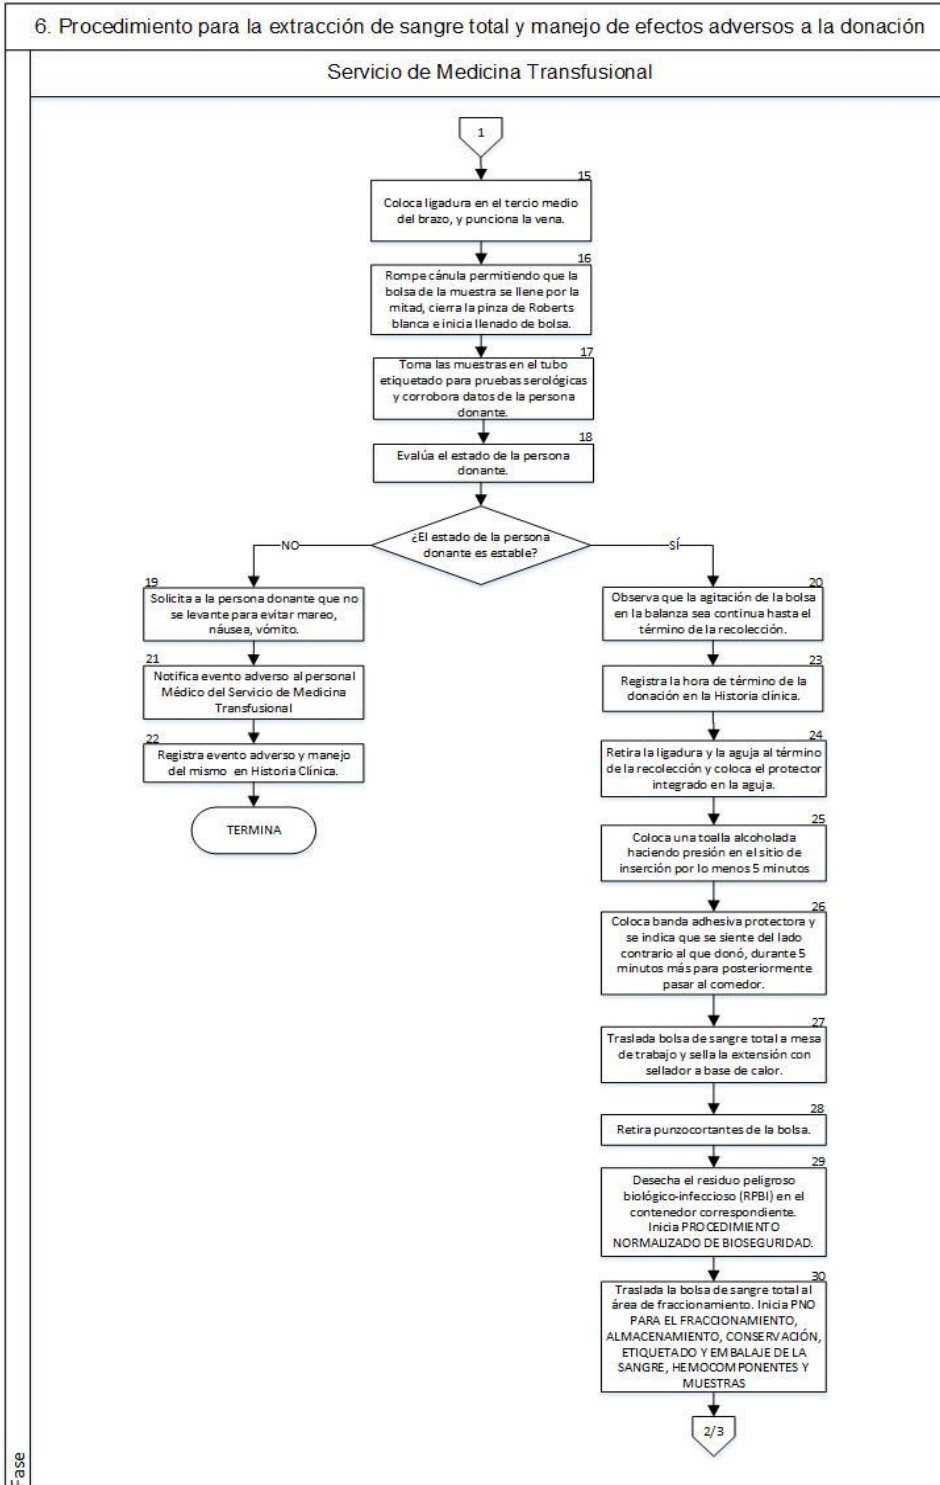 6. Procedimiento para la extracción de sangre total y manejo de efectos adversos a la donación
Servicio de Medicina Transfusional
1
15
Coloca ligadura en el tercio medio
del brazo, y punciona la vena.
16
Rompe cánula permitiendo que la
bolsa de la muestra se llene por la
mitad, cierra la pinza de Roberts
blanca e inicia llenado de bolsa.
17
Toma las muestras en el tubo
etiquetado para pruebas serológicas
y corrobora datos de la persona
donante.
18
Evalúa el estado de la persona
donante.
¿El estado de la persona
donante es estable?
NO
SÍ
19
Solicita a la persona donante que no
se levante para evitar mareo,
náusea, vómito.
21
Notifica evento adverso al personal
Médico del Servicio de Medicina
Transfusional
22
Registra evento adverso y manejo
del mismo en Historia Clínica.
TERMINA
20
Observa que la agitación de la bolsa
en la balanza sea continua hasta el
término de la recolección.
23
Registra la hora de término de la
donación en la Historia clínica.
24
Retira la ligadura y la aguja al término
de la recolección y coloca el protector
integrado en la aguja.
25
Coloca una toalla alcoholada
haciendo presión en el sitio de
inserción por lo menos 5 minutos
26
Coloca banda adhesiva protectora y
se indica que se siente del lado
contrario al que donó, durante 5
minutos más para posteriormente
pasar al comedor.
27
Traslada bolsa de sangre total a mesa
de trabajo y sella la extensión con
sellador a base de calor.
28
Retira punzocortantes de la bolsa.
29
Desecha el residuo peligroso
biológico-infeccioso (RPBI) en el
contenedor correspondiente.
Inicia PROCEDIMIENTO
NORMALIZADO DE BIOSEGURIDAD.
30
Traslada la bolsa de sangre total al
área de fraccionamiento. Inicia PNO
PARA EL FRACCIONAMIENTO,
ALMACENAMIENTO, CONSERVACIÓN,
ETIQUETADO Y EMBALAJE DE LA
SANGRE, HEMOCOMPONENTES Y
MUESTRAS
2/3
Fase